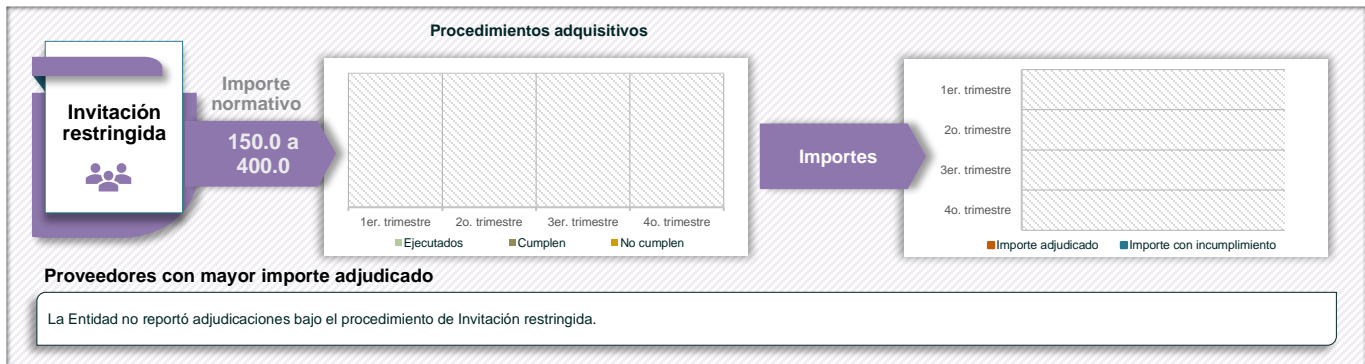 Procedimientos adquisitivos
Invitación
restringida
Importe
normativo
150.0 a
400.0
1er. trimestre 2o. trimestre 3er. trimestre 4o. trimestre
Ejecutados Cumplen No cumplen
Importes
1er. trimestre
2o. trimestre
3er. trimestre
4o. trimestre
Importe adjudicado Importe con incumplimiento
Proveedores con mayor importe adjudicado
La Entidad no reportó adjudicaciones bajo el procedimiento de Invitación restringida.